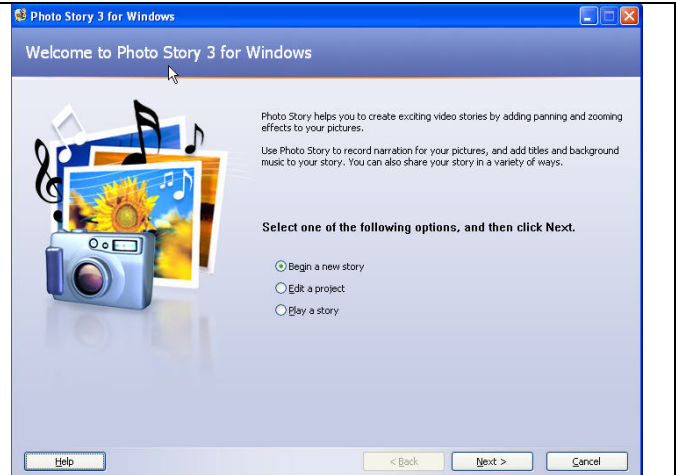 Photo Story 3 for Windows
Welcome to Photo Story 3 for Windows
Photo Story helps you to create exciting video stories by adding panning and zooming
effects to your pictures.
Use Photo Story to record narration for your pictures, and add titles and background
music to your story. You can also share your story in a variety of ways.
Select one of the following options, and then click Next.
Begin a new story
Edit a project
Play a story
Help
< Back
Next >
Cancel